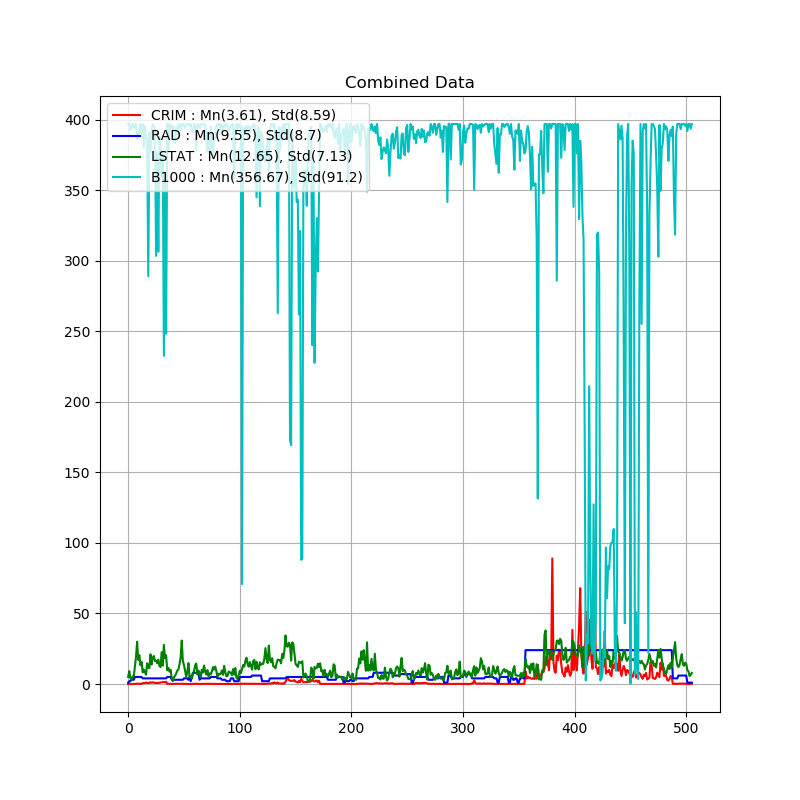 Combined Data
CRIM : Mn(3.61), Std(8.59)
RAD : Mn(9.55), Std(8.7)
LSTAT : Mn(12.65), Std(7.13)
B1000 : Mn(356.67), Std(91.2)
400
350
300
250
200
150
100
50
0
0 100 200 300 400 500